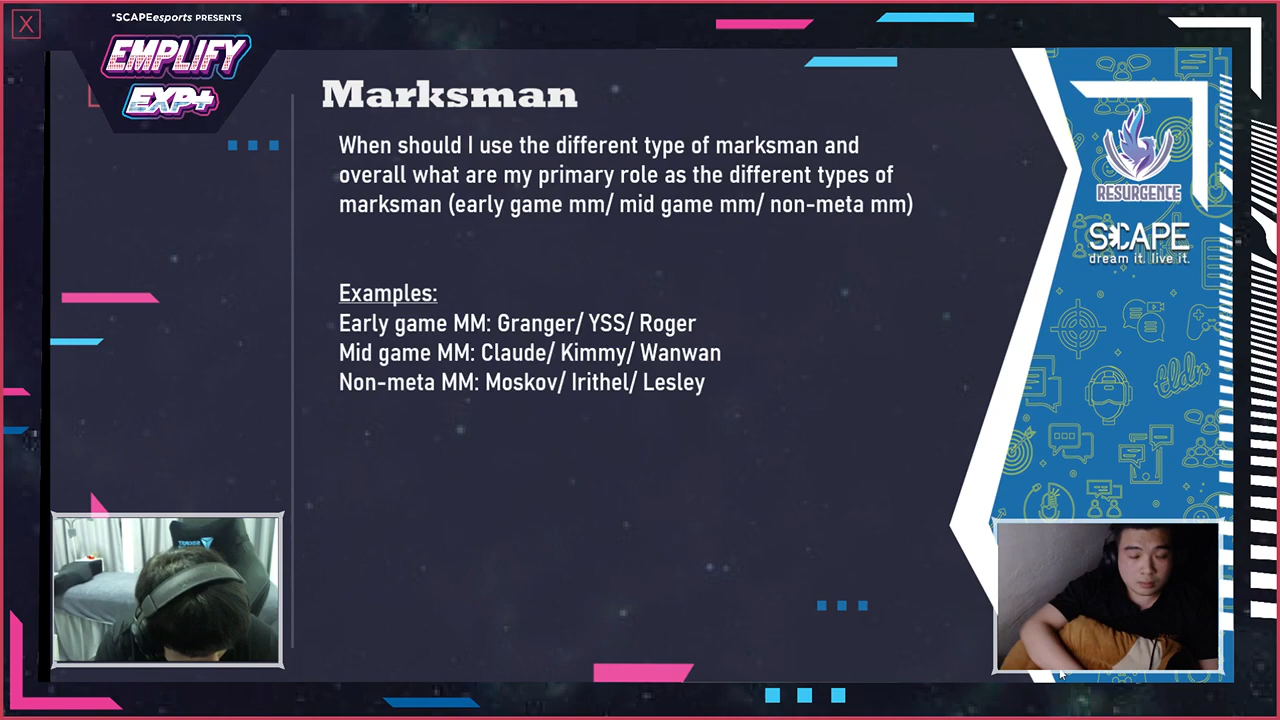 *SCAPEesports PRESENTS
EMPLIFY
EXP+
Marksman
When should I use the different type of marksman and
overall what are my primary role as the different types of
marksman (early game mm/ mid game mm/ non-meta mm)
Examples:
Early game MM: Granger/ YSS/ Roger
Mid game MM: Claude/ Kimmy/ Wanwan
Non-meta MM: Moskov/ Irithel/ Lesley
RESURGENCE
SCAPE
dream it. live it.